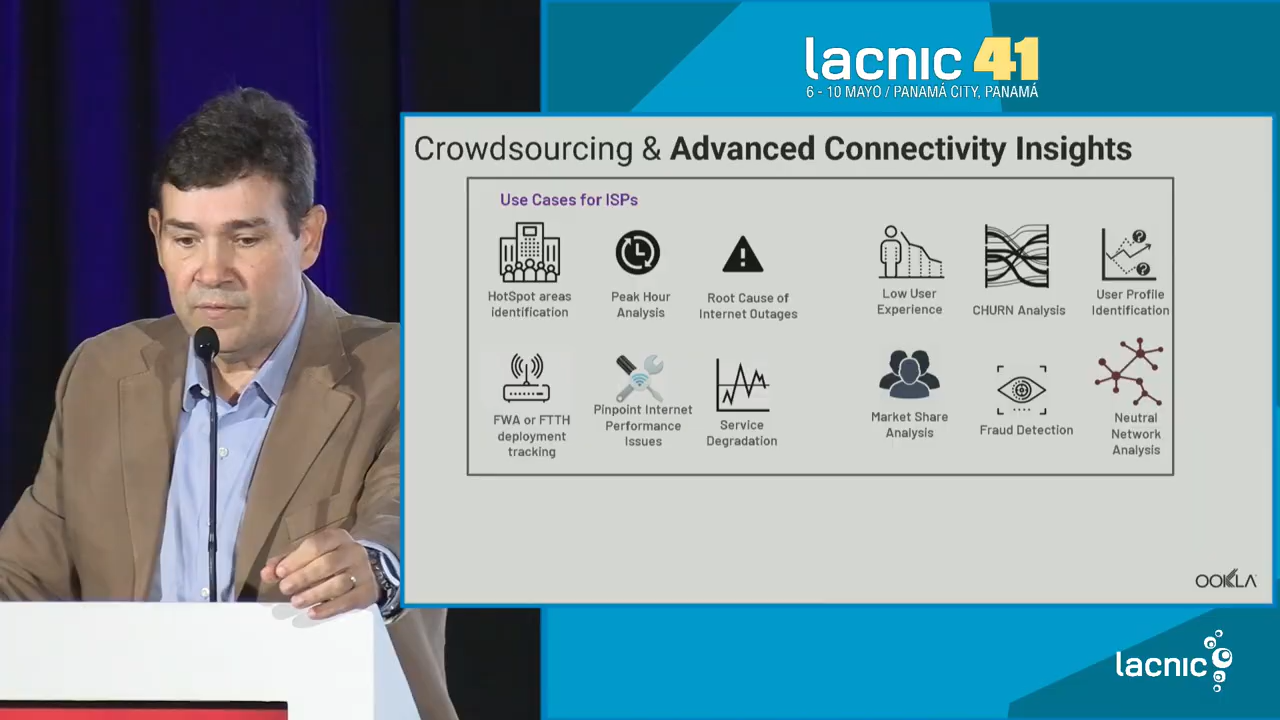 lacnic 41
6 - 10 MAYO / PANAMÁ CITY, PANAMÁ
Crowdsourcing & Advanced Connectivity Insights
Use Cases for ISPs
HotSpot areas
identification
Peak Hour
Analysis
Root Cause of
Internet Outages
Low User
Experience
CHURN Analysis
User Profile
Identification
FWA or FTTH
deployment
tracking
Pinpoint Internet
Performance
Issues
Service
Degradation
Market Share
Analysis
Fraud Detection
Neutral
Network
Analysis
OOKLA
lacnic